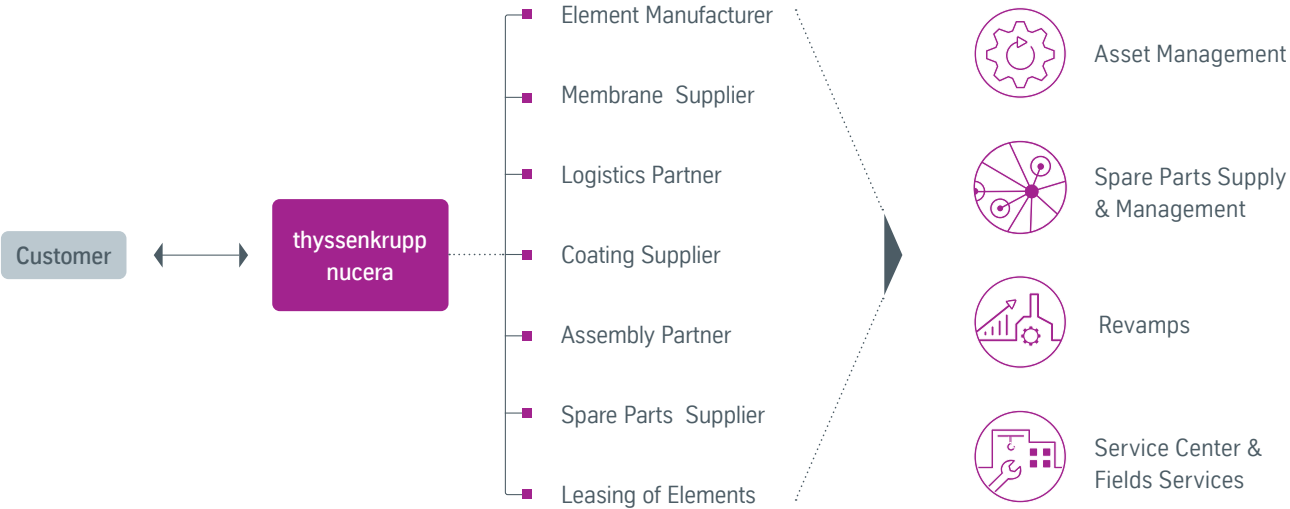 Customer
thyssenkrupp
nucera
Element Manufacturer
Membrane Supplier
Logistics Partner
Coating Supplier
Assembly Partner
Spare Parts Supplier
Leasing of Elements
Asset Management
Spare Parts Supply
& Management
Revamps
Service Center &
Fields Services